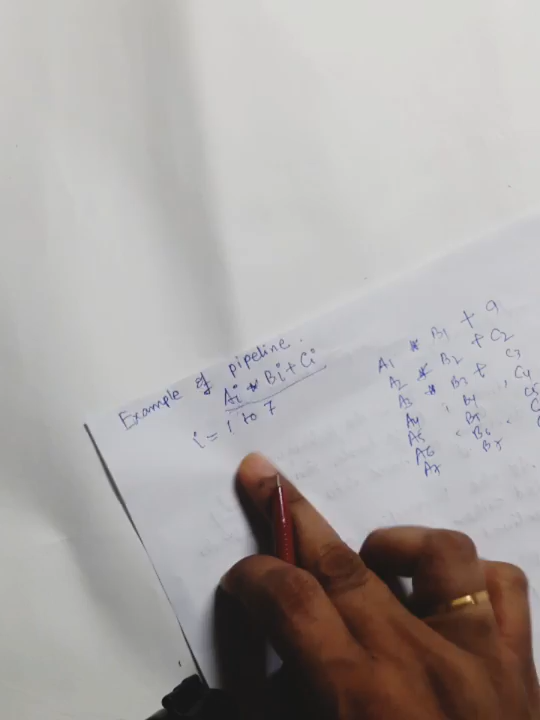 Example of pipeline.
Ai * Bi + Ci
i = 1 to 7
A1 * B1 + C1
A2 * B2 + C2
A3 * B3 + C3
A4 B4 C4
A5 B5 C5
A6 B6
A7 B7